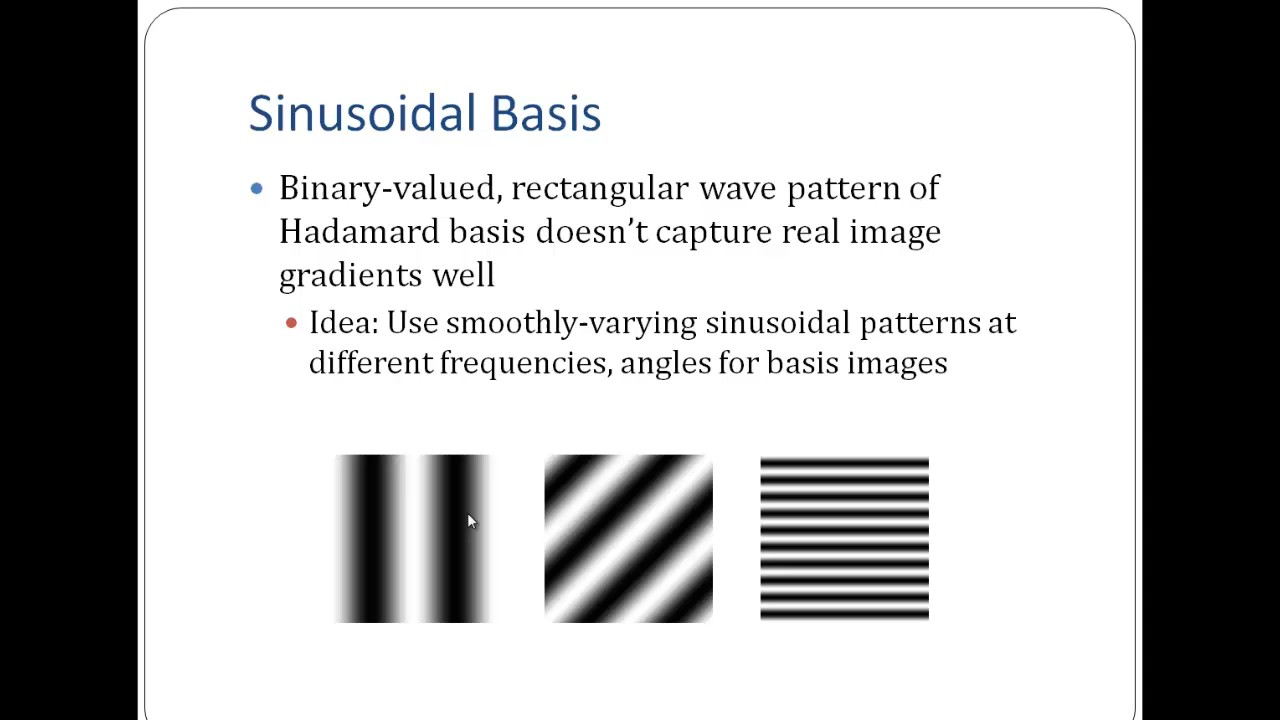 Sinusoidal Basis
Binary-valued, rectangular wave pattern of
Hadamard basis doesn’t capture real image
gradients well
Idea: Use smoothly-varying sinusoidal patterns at
different frequencies, angles for basis images